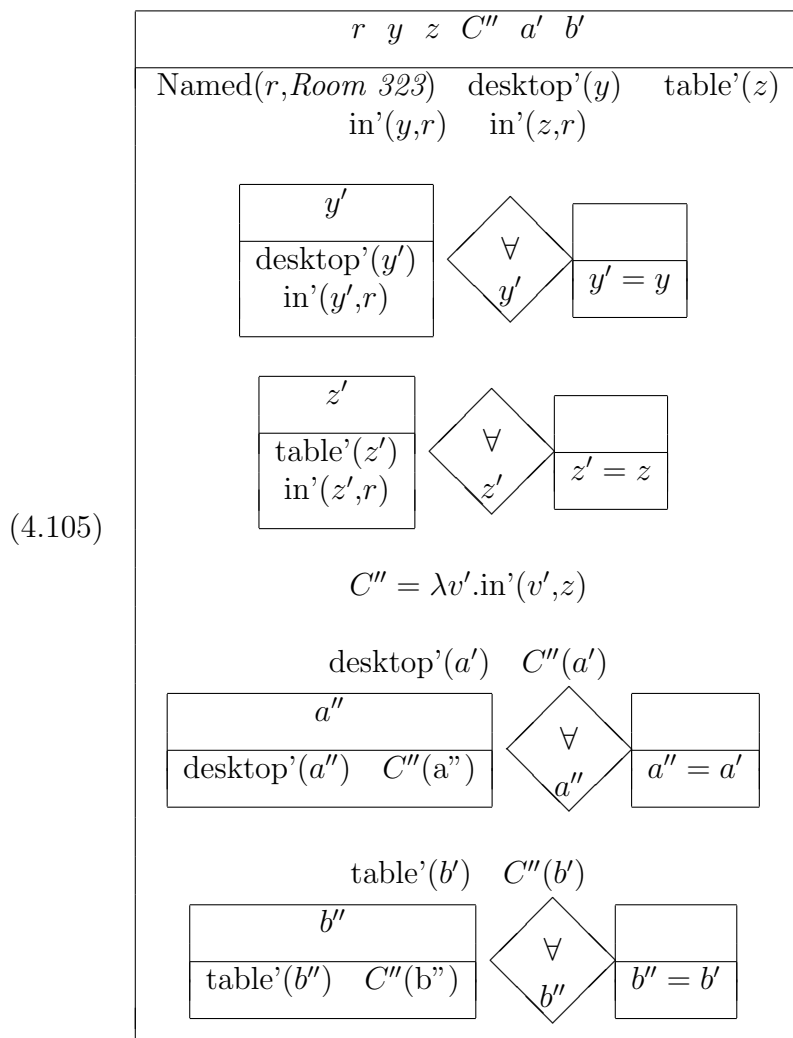 r y z C″ a′ b′
Named(r,Room 323) desktop’(y) table’(z)
in’(y,r) in’(z,r)
y′
desktop’(y′)
in’(y′,r)
∀
y′
y′ = y
z′
table’(z′)
in’(z′,r)
∀
z′
z′ = z
(4.105)
C″ = λv′.in’(v′,z)
desktop’(a′) C″(a′)
a″
desktop’(a″) C″(a”)
∀
a″
a″ = a′
table’(b′) C″(b′)
b″
table’(b″) C″(b”)
∀
b″
b″ = b′